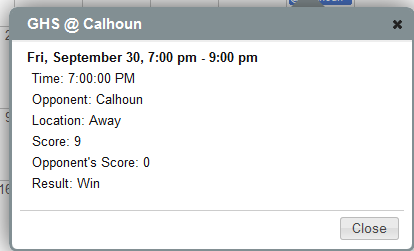 GHS @ Calhoun
Fri, September 30, 7:00 pm - 9:00 pm
Time: 7:00:00 PM
Opponent: Calhoun
Location: Away
Score: 9
Opponent's Score: 0
Result: Win
Close